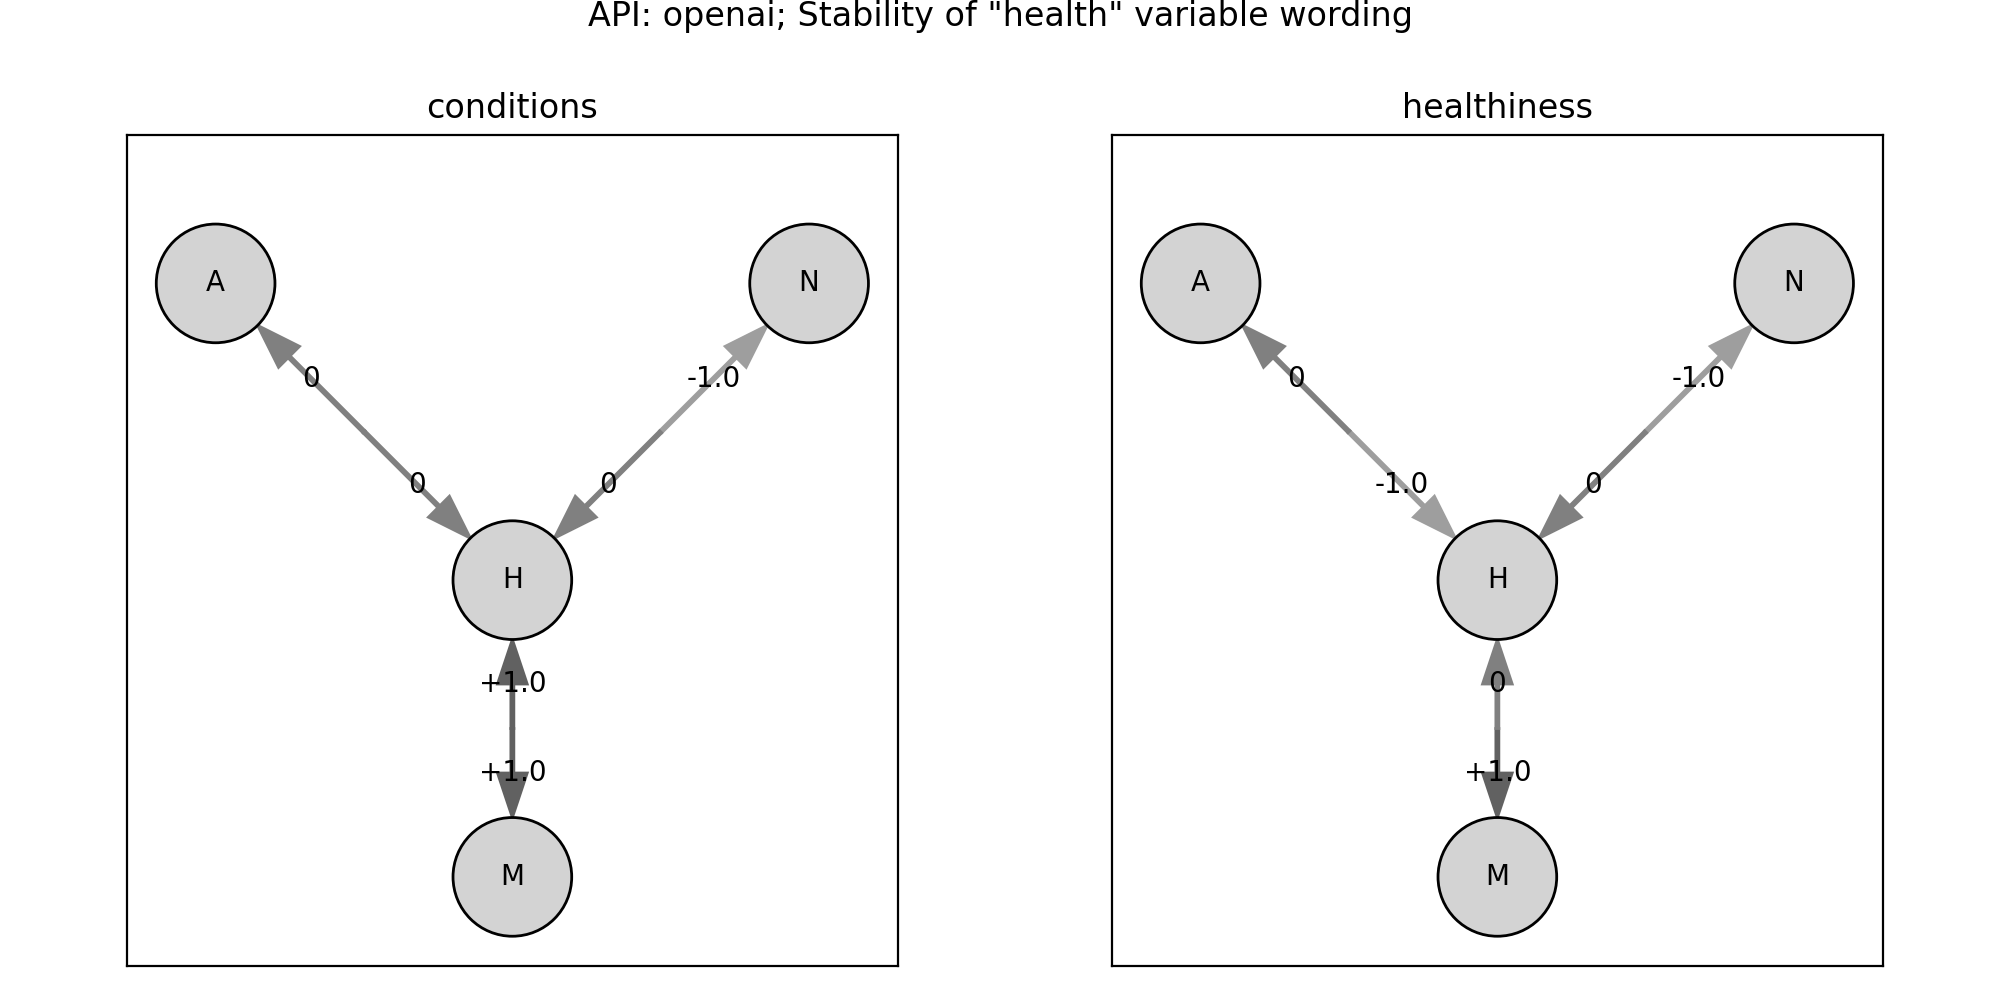 API: openai; Stability of "health" variable wording
conditions
A
N
0
-1.0
0
0
H
+1.0
+1.0
M
healthiness
A
N
0
-1.0
-1.0
0
H
0
+1.0
M